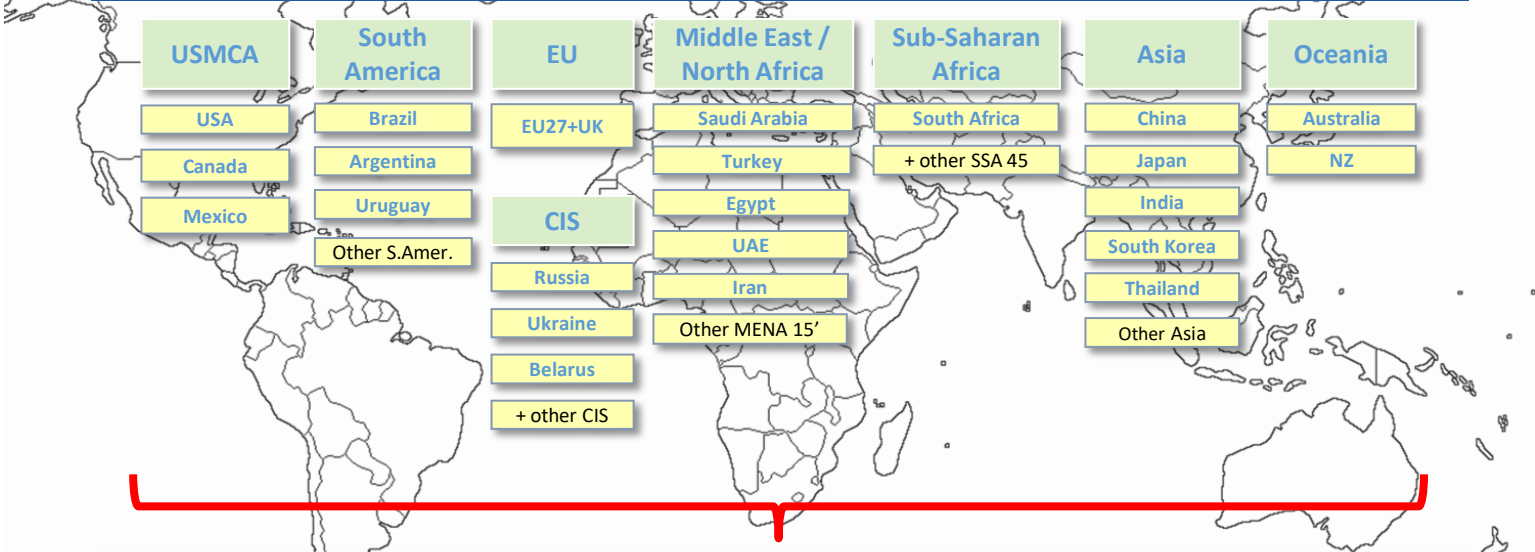 USMCA
USA
Canada
Mexico
South
America
Brazil
Argentina
Uruguay
Other S.Amer.
EU
EU27+UK
CIS
Russia
Ukraine
Belarus
+ other CIS
Middle East /
North Africa
Saudi Arabia
Turkey
Egypt
UAE
Iran
Other MENA 15’
Sub-Saharan
Africa
South Africa
+ other SSA 45
Asia
China
Japan
India
South Korea
Thailand
Other Asia
Oceania
Australia
NZ